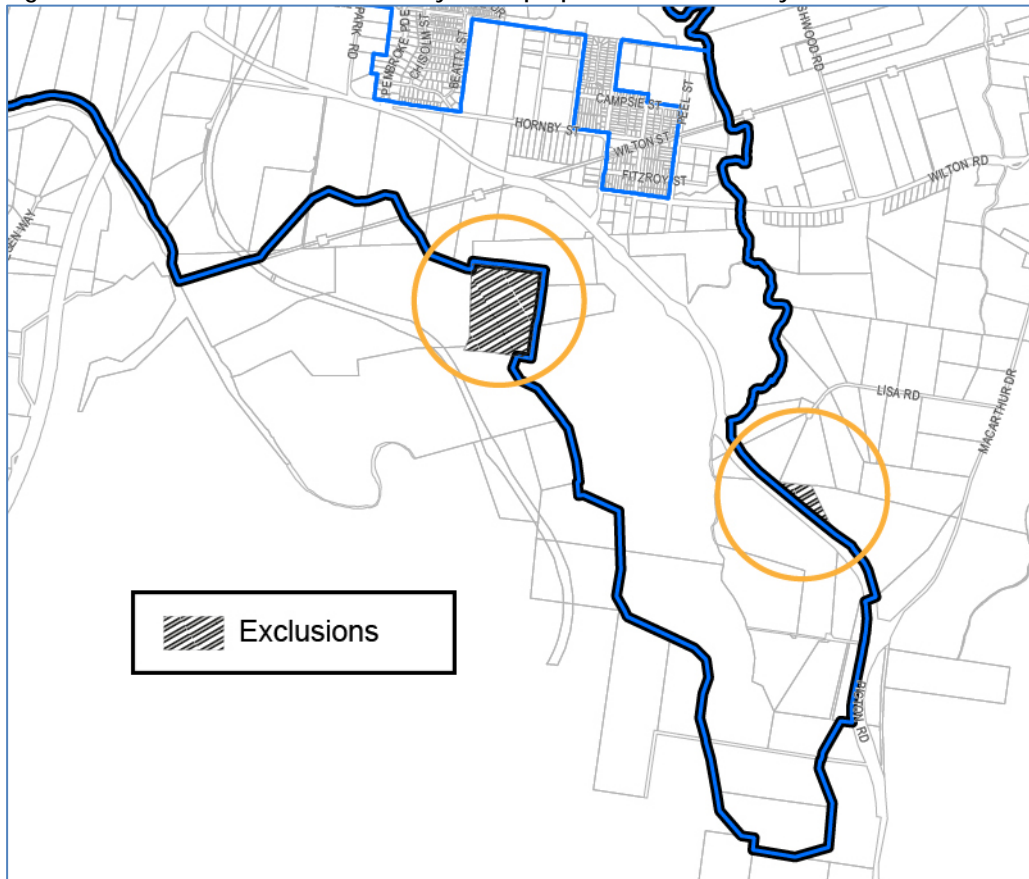 PARK RD
PEMBROKE
CHISOLM ST
BEATTY ST
CAMPSIE ST
PEEL ST
HORNBY ST
WILTON ST
FITZROY ST
WILTON RD
LISA RD
MACARTHUR DR
PICTON RD
Exclusions